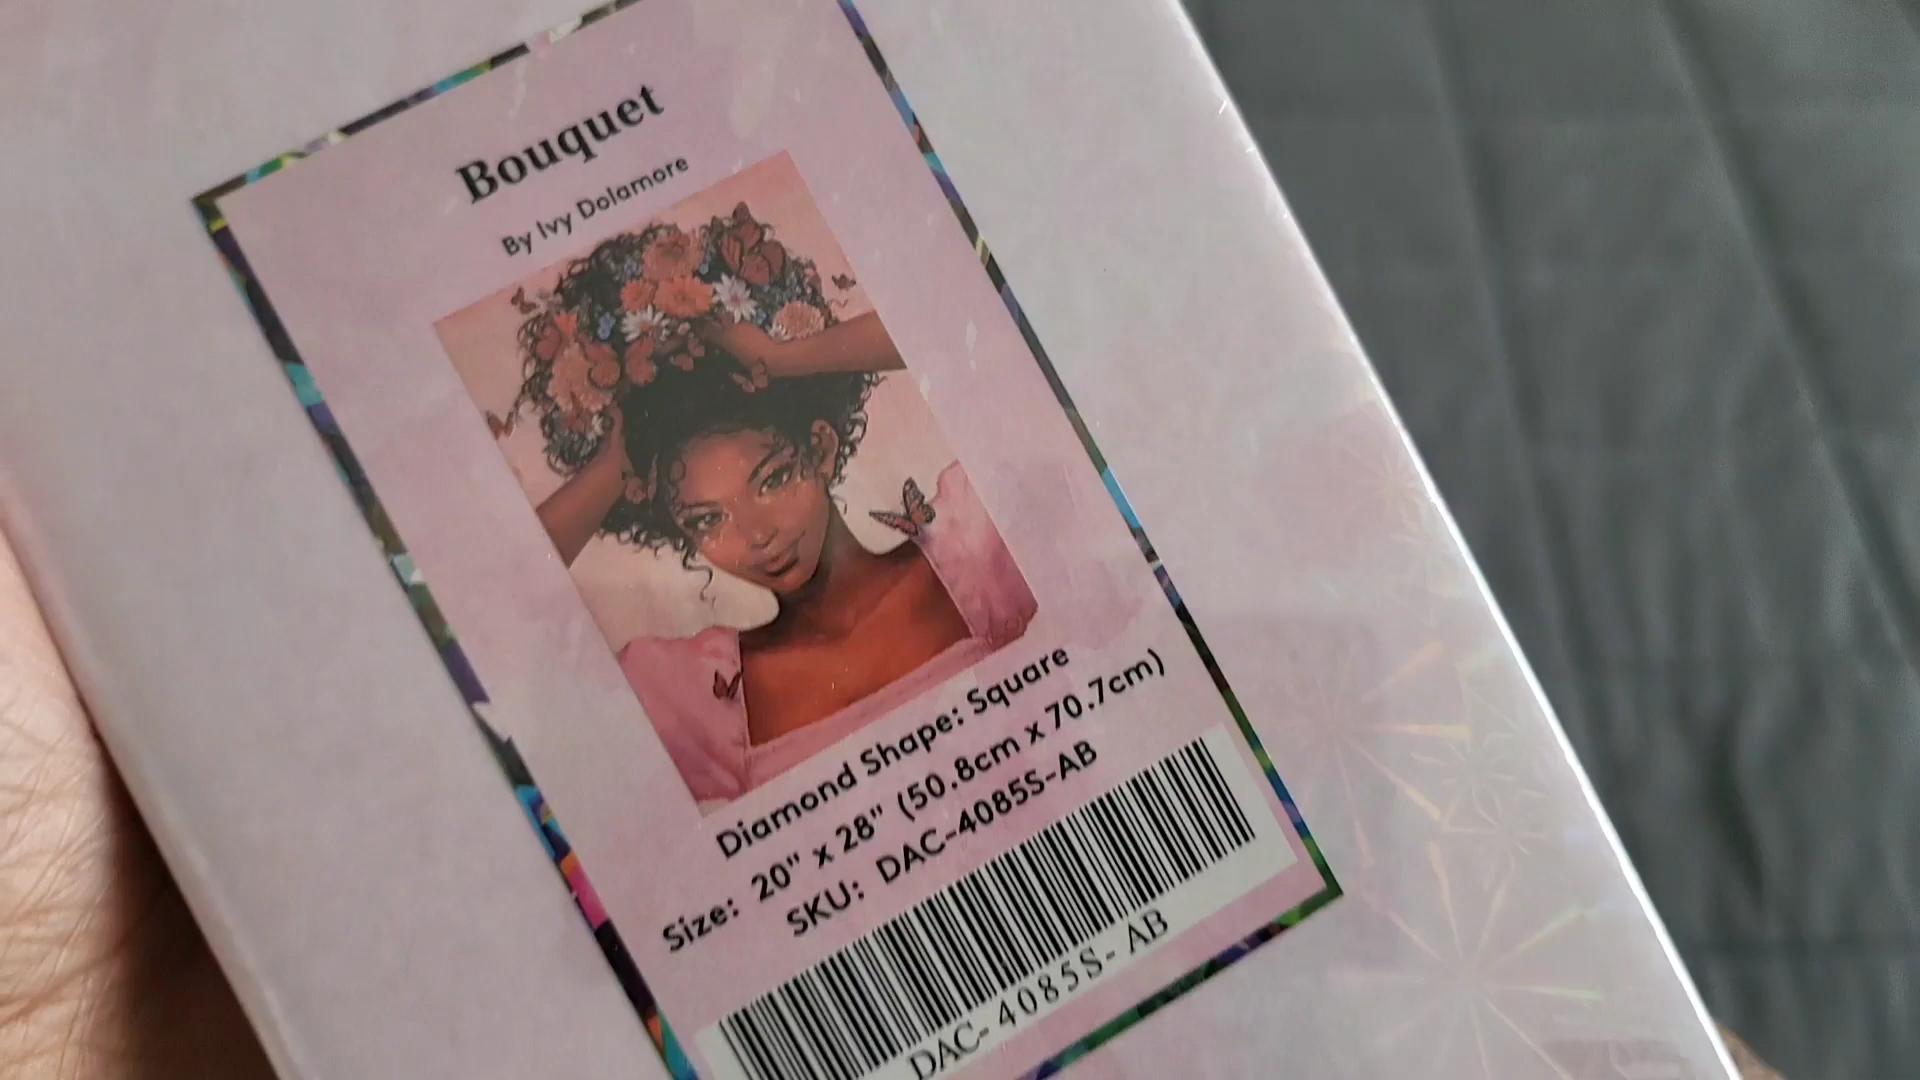 Bouquet
By Ivy Dolamore
Diamond Shape: Square
Size: 20" x 28" (50.8cm x 70.7cm)
SKU: DAC-4085S-AB
DAC-4085S-AB